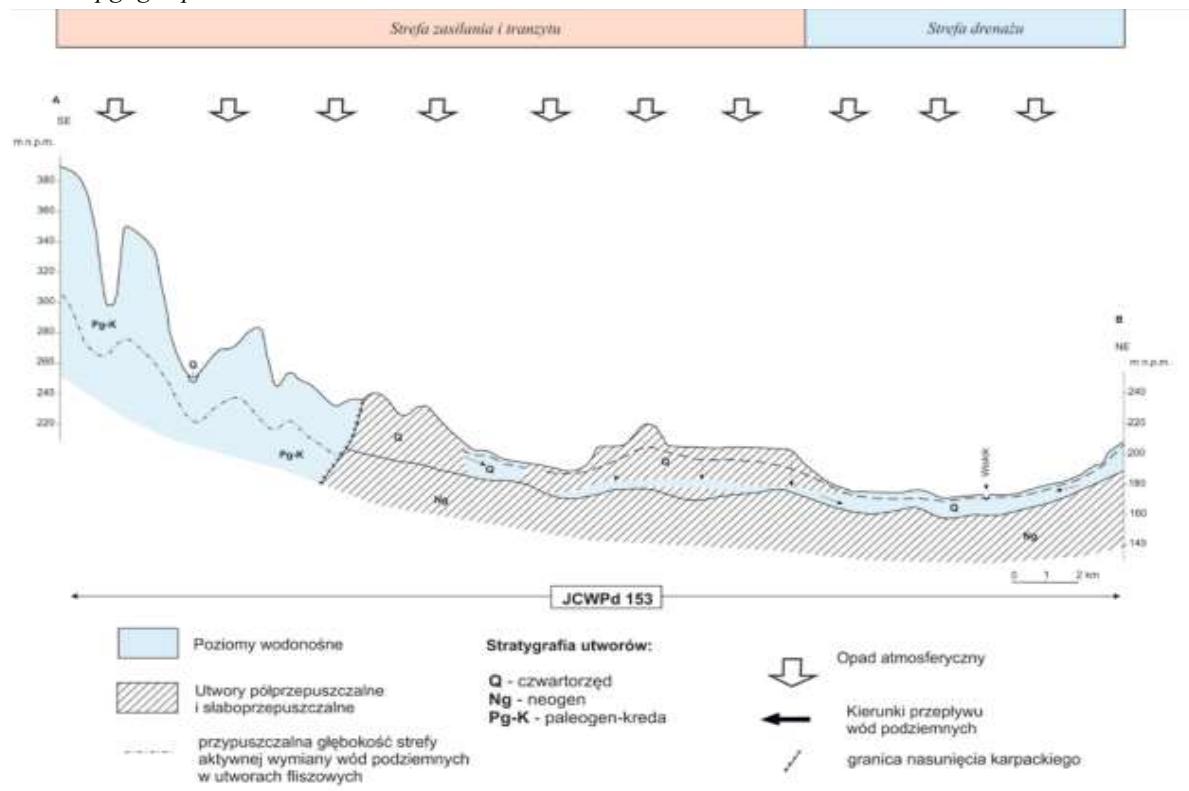 Strefa zasilania i tranzytu
Strefa drenażu
A
SE
m n.p.m.
380
360
340
320
300
280
260
240
220
Pg-K
Q
Pg-K
Q
Q
Ng
Q
Q
Wisłok
Ng
B
NE
m n.p.m.
240
220
200
180
160
140
0 1 2 km
JCWPd 153
Poziomy wodonośne
Utwory półprzepuszczalne
i słaboprzepuszczalne
przypuszczalna głębokość strefy
aktywnej wymiany wód podziemnych
w utworach fliszowych
Stratygrafia utworów:
Q - czwartorzęd
Ng - neogen
Pg-K - paleogen-kreda
Opad atmosferyczny
Kierunki przepływu
wód podziemnych
granica nasunięcia karpackiego